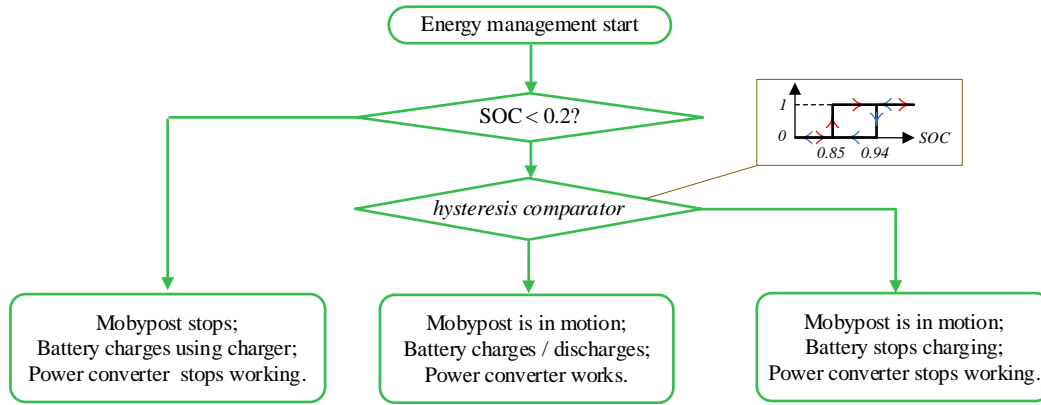 Energy management start
SOC < 0.2?
1
0
0.85
0.94
SOC
hysteresis comparator
Mobypost stops;
Battery charges using charger;
Power converter stops working.
Mobypost is in motion;
Battery charges / discharges;
Power converter works.
Mobypost is in motion;
Battery stops charging;
Power converter stops working.